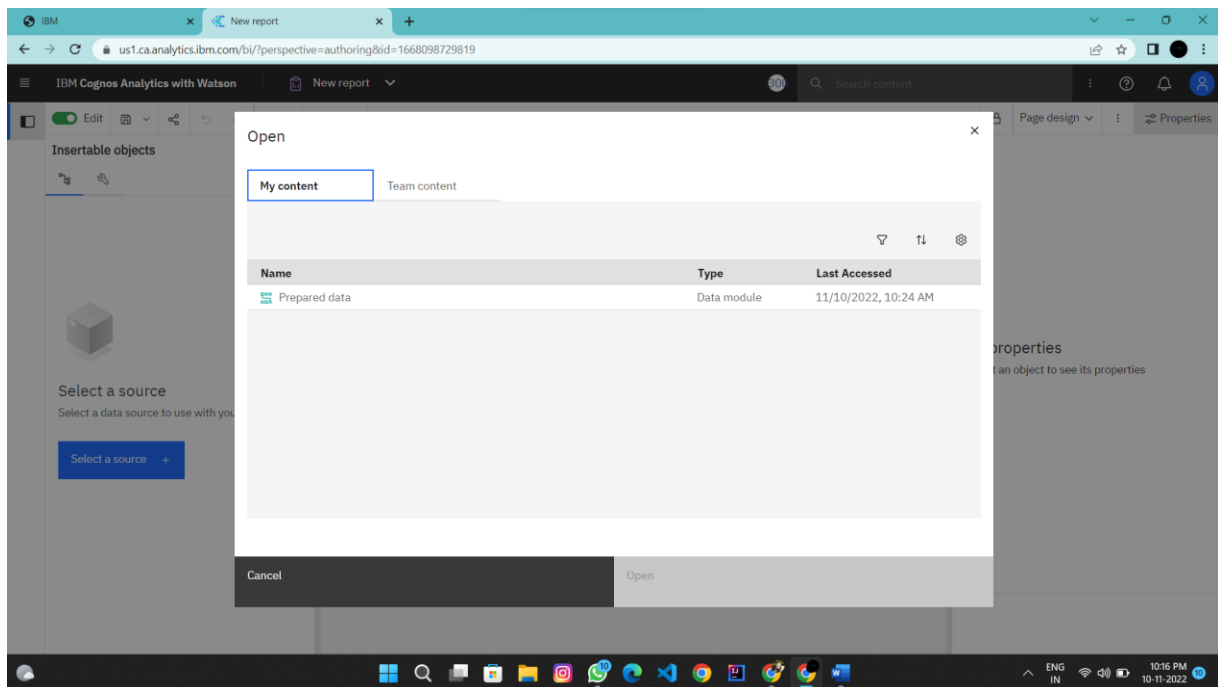 IBM
New report
us1.ca.analytics.ibm.com/bi/?perspective=authoring&id=1668098729819
IBM Cognos Analytics with Watson
New report
Search content
Edit
Page design
Properties
Insertable objects
Open
My content
Team content
Name Type Last Accessed
Prepared data Data module 11/10/2022, 10:24 AM
Select a source
Select a data source to use with you
Select a source +
properties
t an object to see its properties
Cancel
Open
10
ENG
IN
10:16 PM
10-11-2022
10